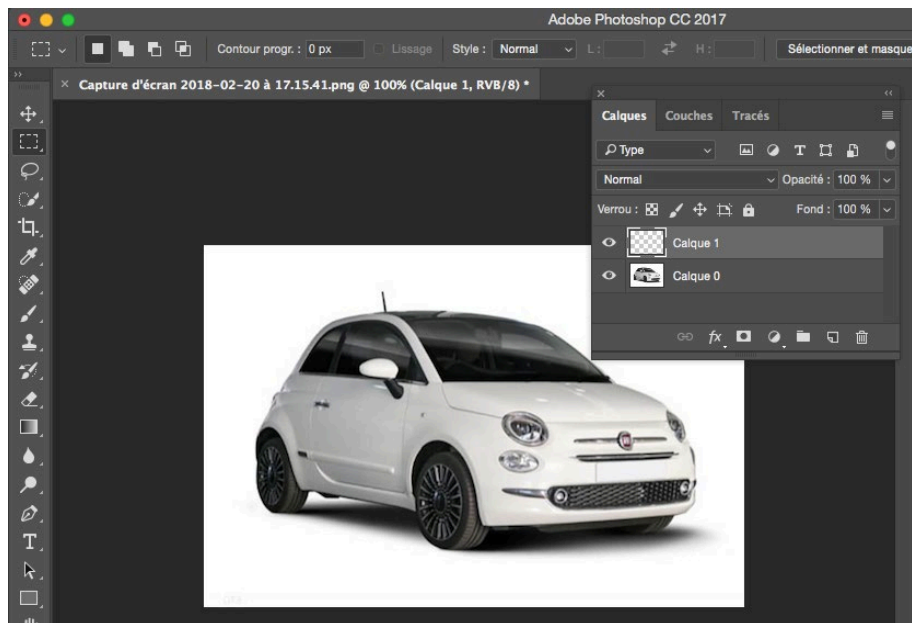 Adobe Photoshop CC 2017
Contour progr. : 0 px Lissage Style : Normal L : H : Sélectionner et masque
× Capture d'écran 2018-02-20 à 17.15.41.png @ 100% (Calque 1, RVB/8) *
Calques Couches Tracés
Type
Normal Opacité : 100 %
Verrou : Fond : 100 %
Calque 1
Calque 0